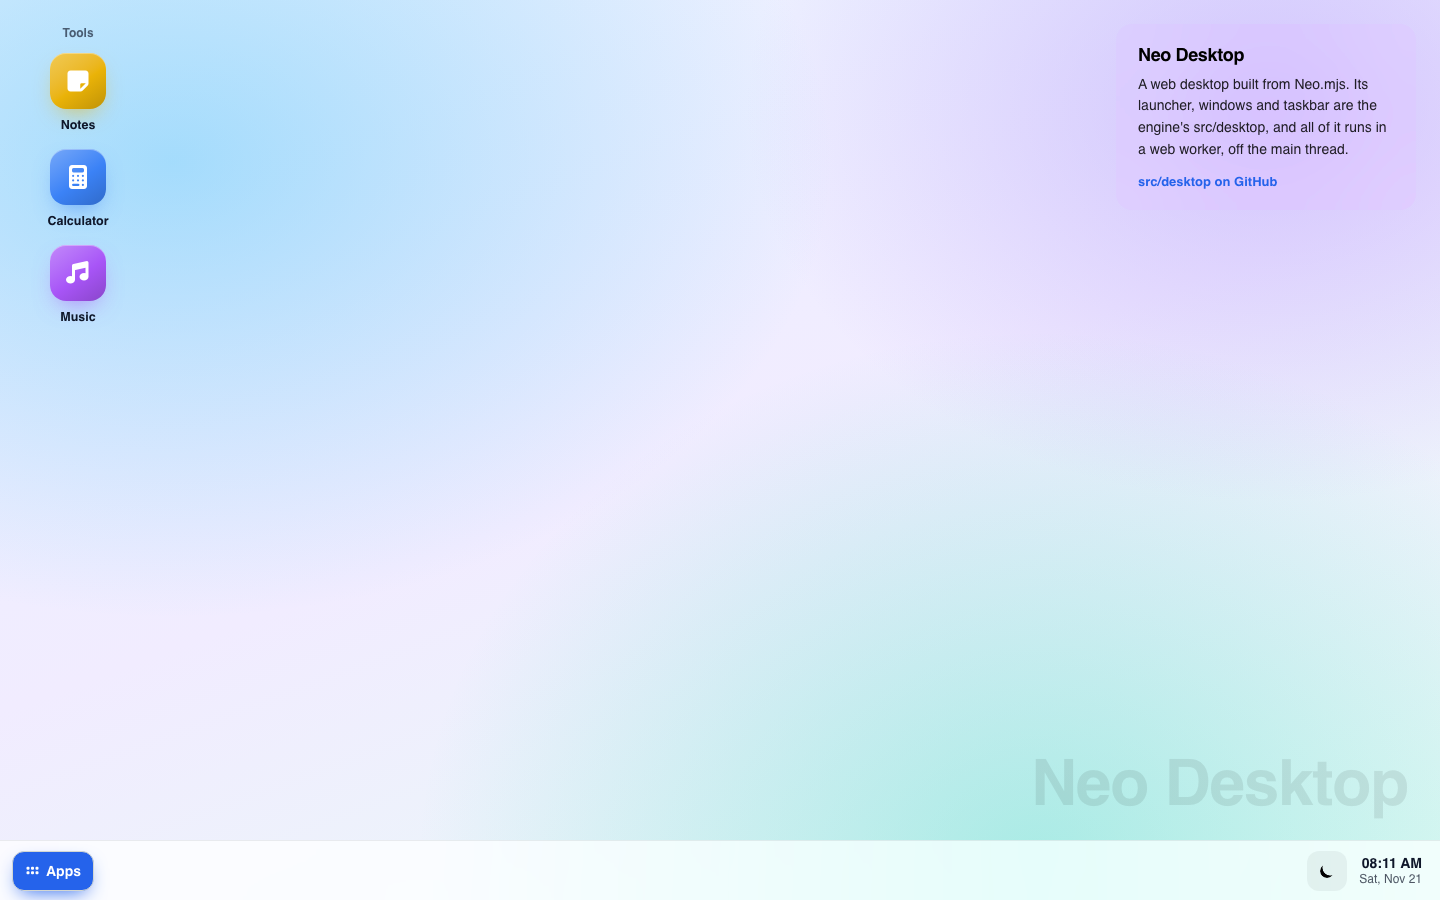 Tools
Notes
Calculator
Music
Neo Desktop
A web desktop built from Neo.mjs. Its
launcher, windows and taskbar are the
engine's src/desktop, and all of it runs in
a web worker, off the main thread.
src/desktop on GitHub
Neo Desktop
Apps
08:11 AM
Sat, Nov 21